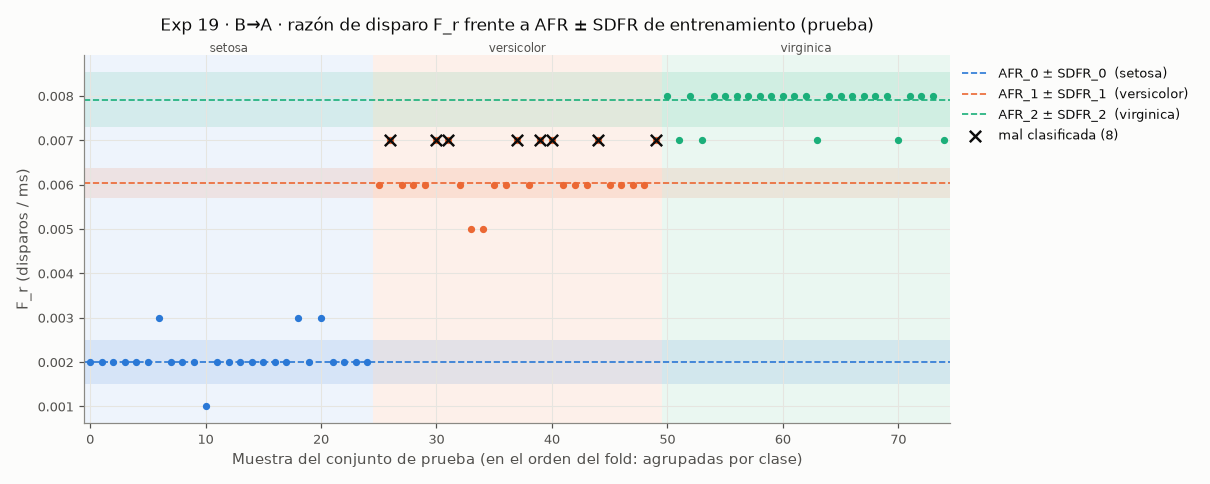 Exp 19 · B→A · razón de disparo F_r frente a AFR ± SDFR de entrenamiento (prueba)
setosa
versicolor
virginica
F_r (disparos / ms)
0.008
0.007
0.006
0.005
0.004
0.003
0.002
0.001
0
10
20
30
40
50
60
70
Muestra del conjunto de prueba (en el orden del fold: agrupadas por clase)
AFR_0 ± SDFR_0 (setosa)
AFR_1 ± SDFR_1 (versicolor)
AFR_2 ± SDFR_2 (virginica)
mal clasificada (8)